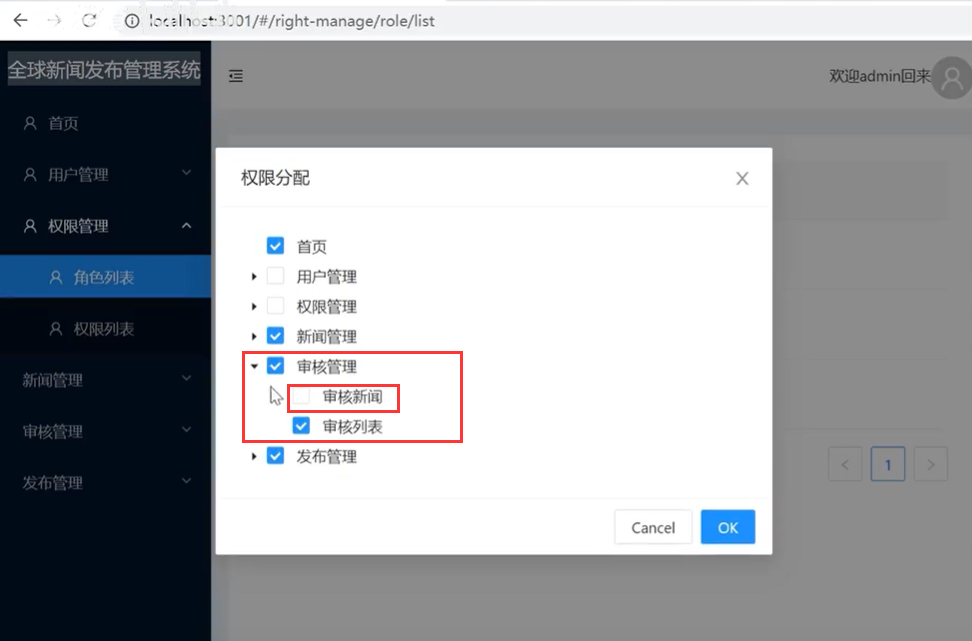 localhost:3001/#/right-manage/role/list
全球新闻发布管理系统
欢迎admin回来
首页
用户管理
权限管理
角色列表
权限列表
新闻管理
审核管理
发布管理
权限分配
首页
用户管理
权限管理
新闻管理
审核管理
审核新闻
审核列表
发布管理
1
Cancel
OK